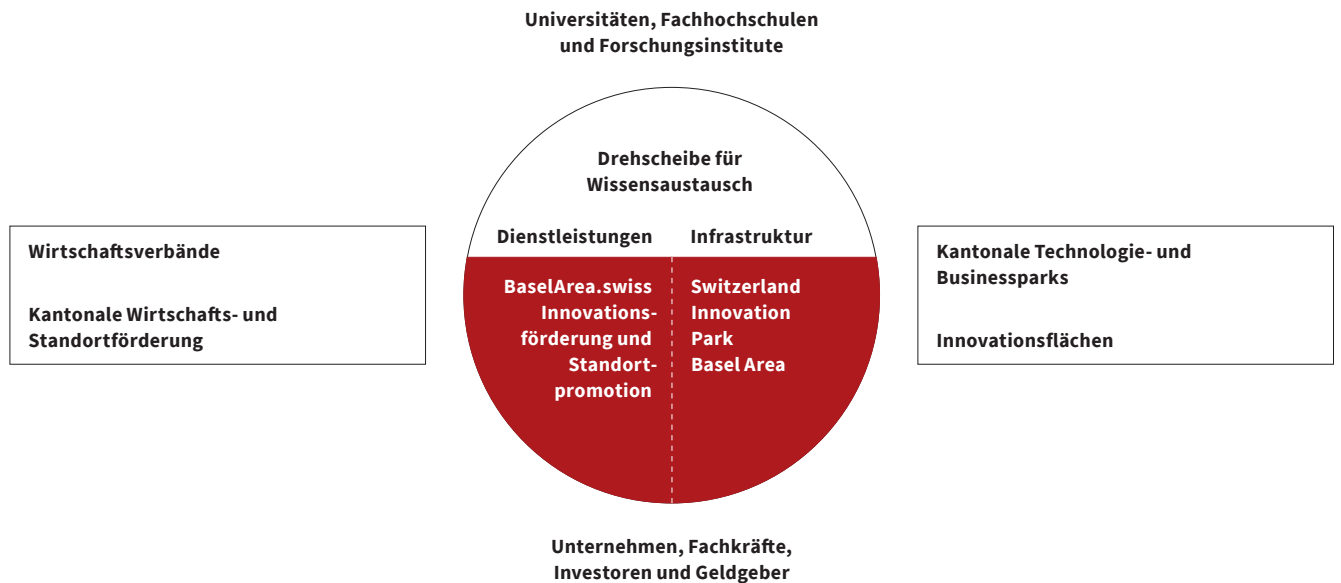 Universitäten, Fachhochschulen
und Forschungsinstitute
Drehscheibe für
Wissensaustausch
Dienstleistungen
Infrastruktur
Wirtschaftsverbände
Kantonale Wirtschafts- und
Standortförderung
BaselArea.swiss
Innovations-
förderung und
Standort-
promotion
Switzerland
Innovation
Park
Basel Area
Kantonale Technologie- und
Businessparks
Innovationsflächen
Unternehmen, Fachkräfte,
Investoren und Geldgeber